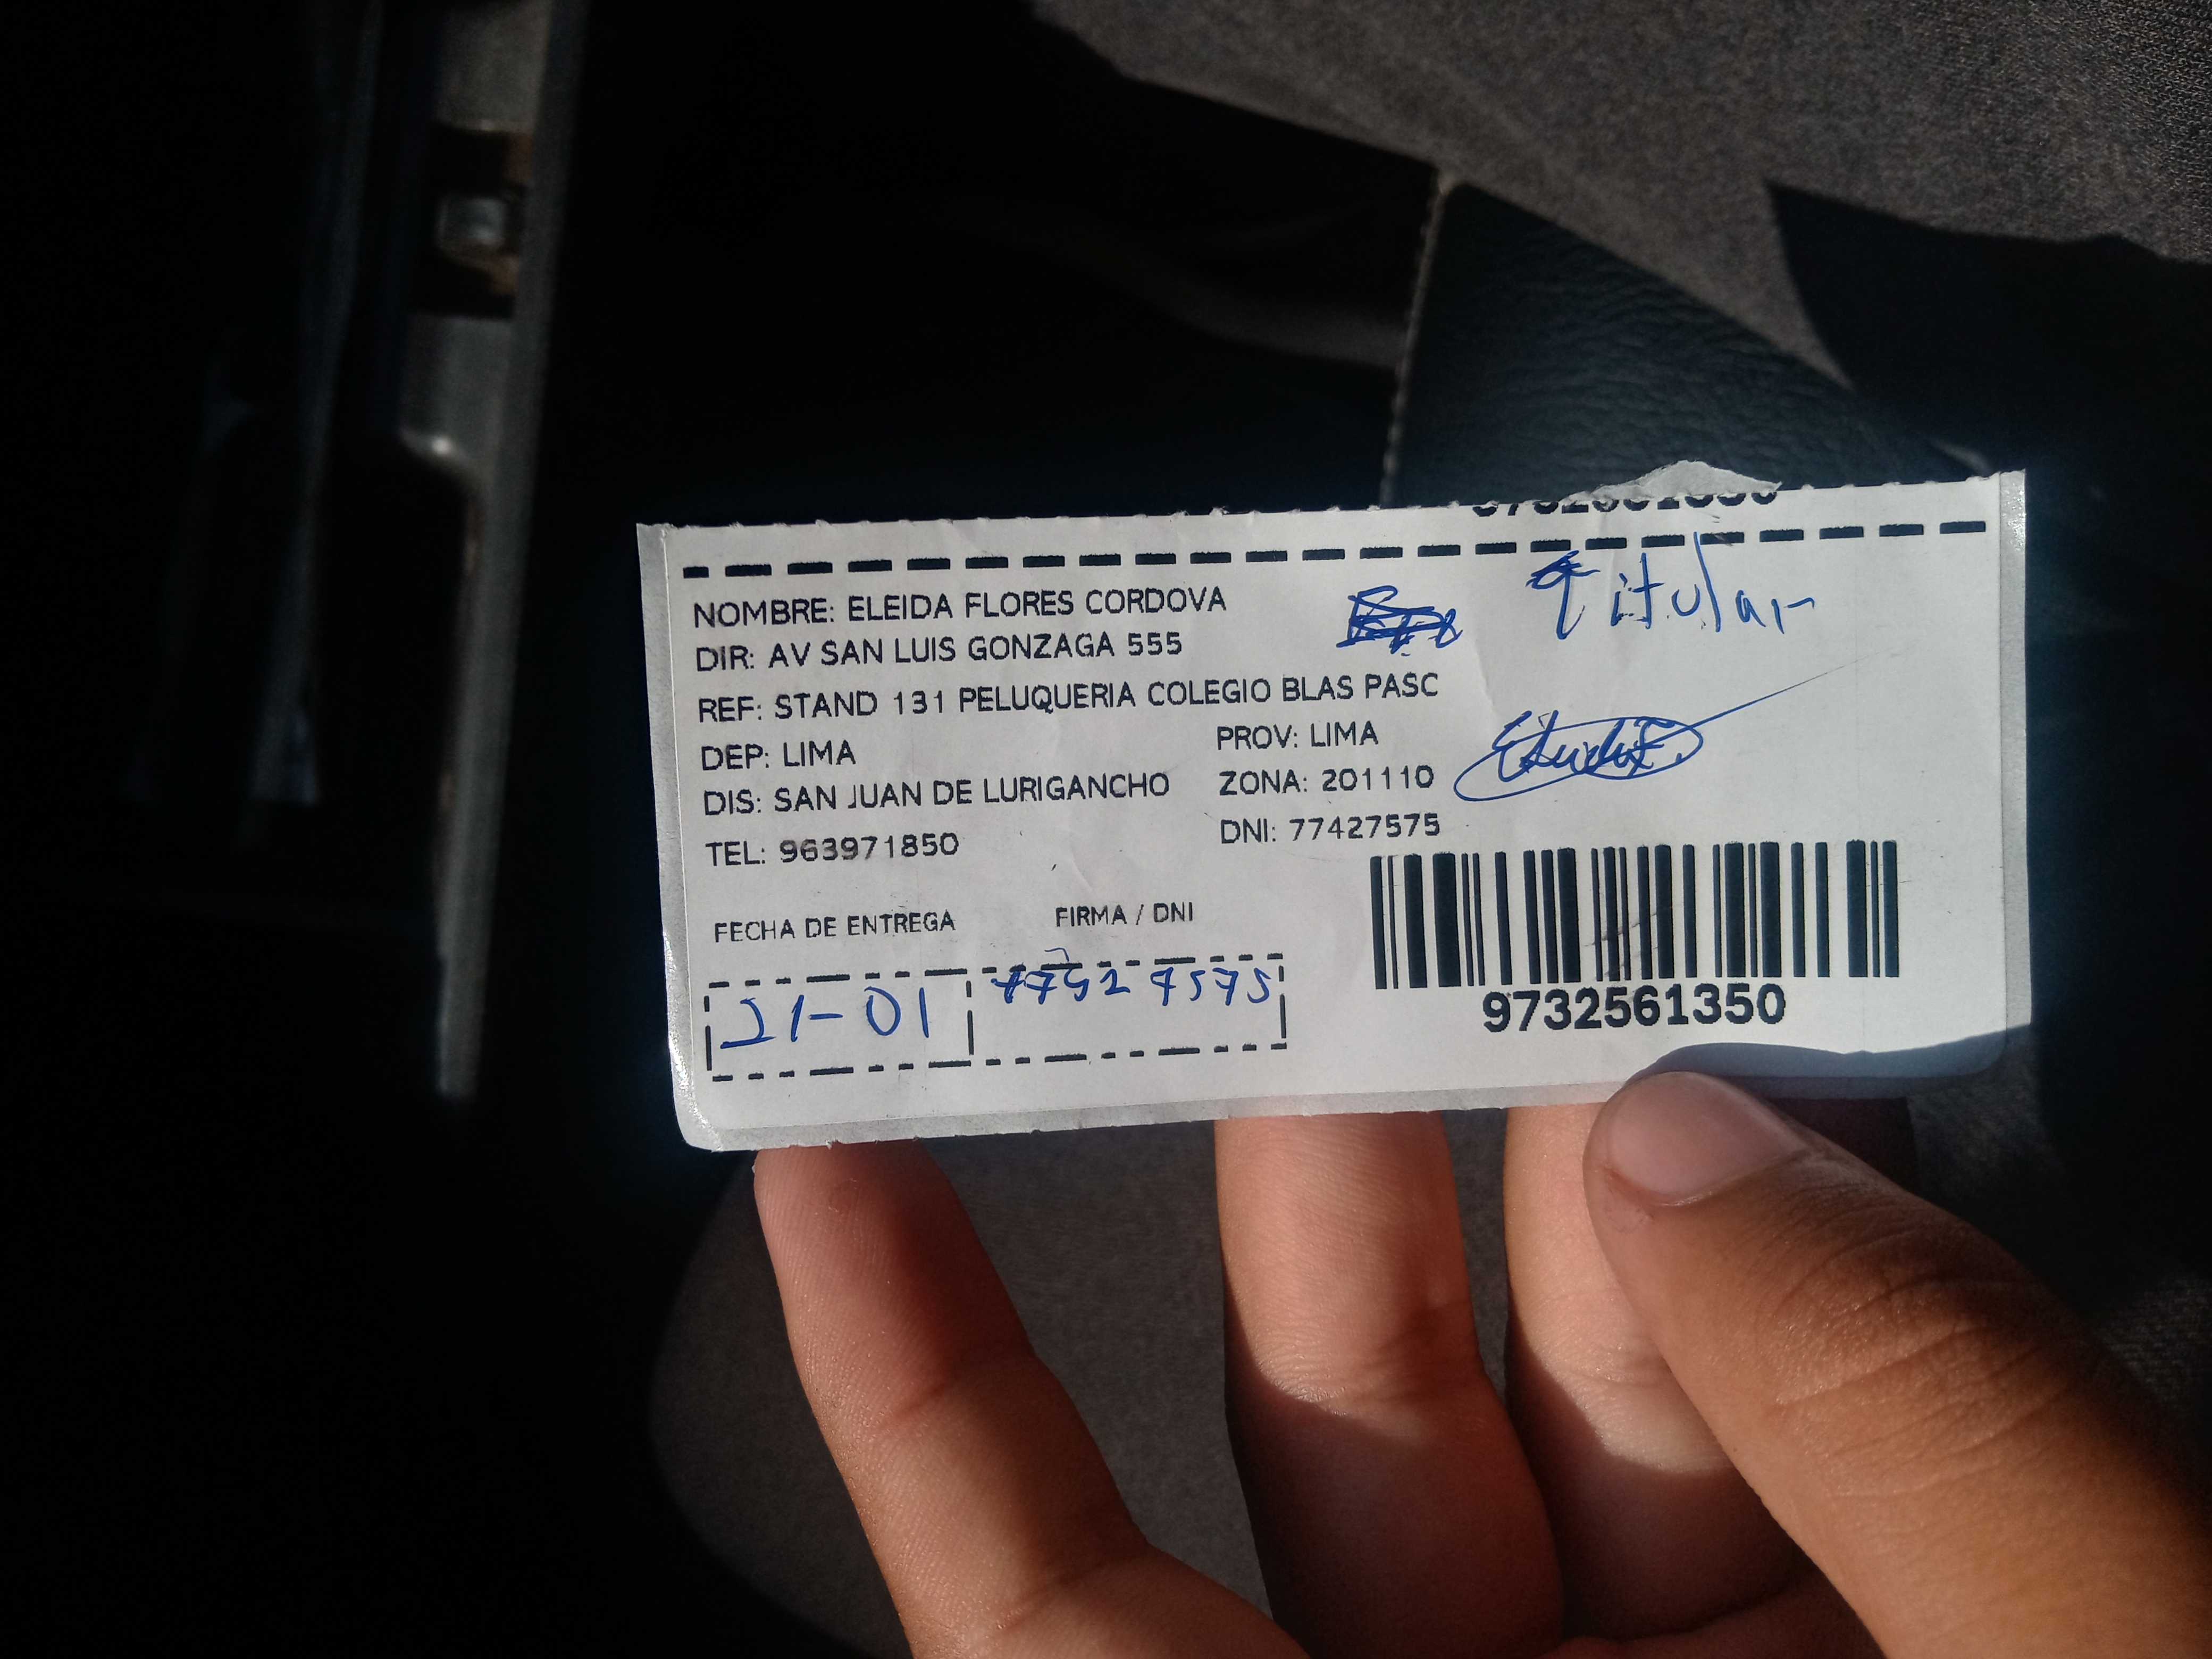 NOMBRE: ELEIDA FLORES CORDOVA
Titular
DIR: AV SAN LUIS GONZAGA 555
REF: STAND 131 PELUQUERIA COLEGIO BLAS PASC
DEP: LIMA
PROV: LIMA
DIS: SAN JUAN DE LURIGANCHO
ZONA: 201110
TEL: 963971850
DNI: 77427575
FECHA DE ENTREGA
FIRMA / DNI
21-01
77427575
9732561350